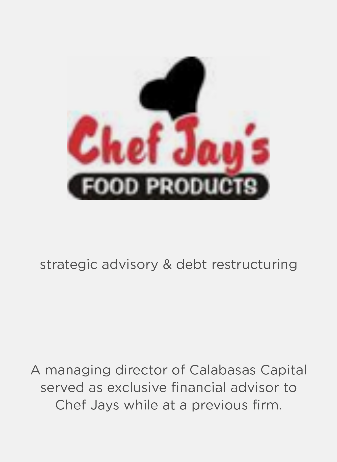 Chef Jay's
FOOD PRODUCTS
strategic advisory & debt restructuring
A managing director of Calabasas Capital
served as exclusive financial advisor to
Chef Jays while at a previous firm.